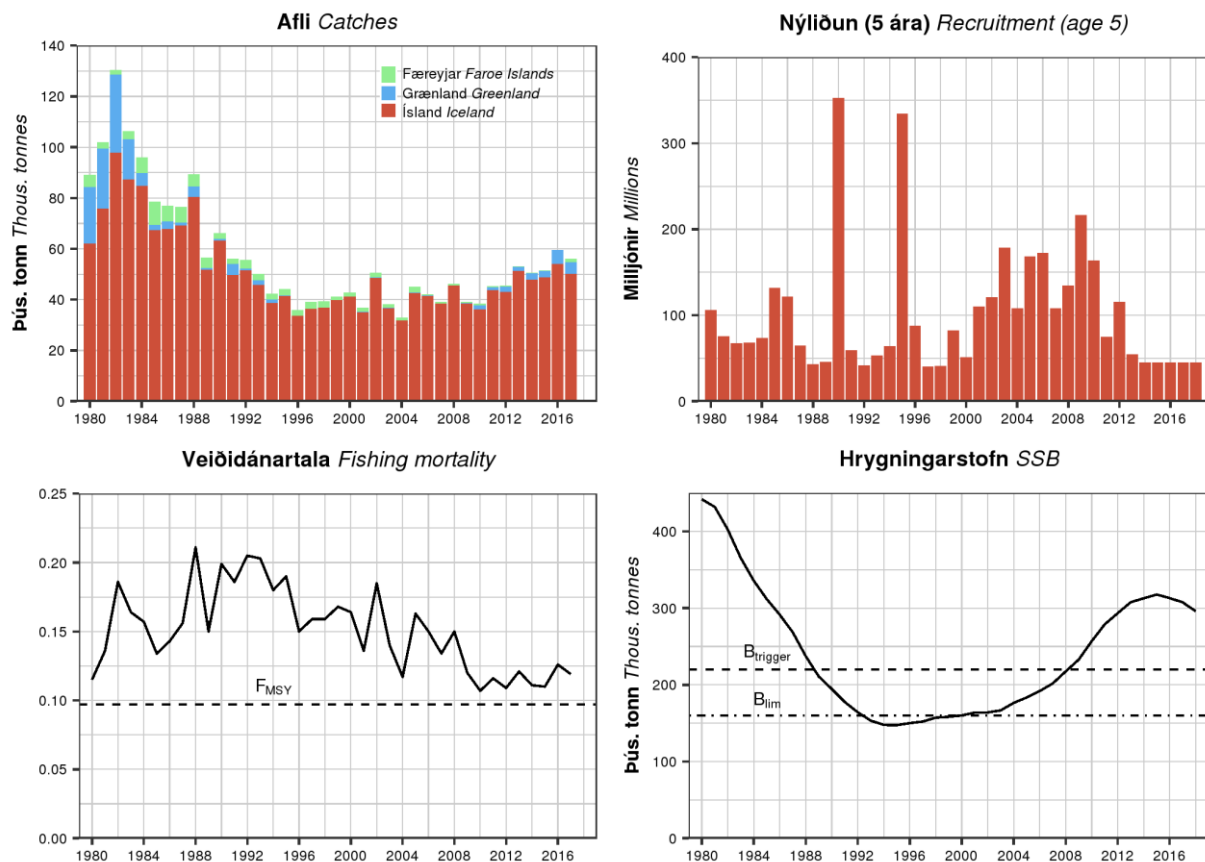 Afli Catches
Þús. tonn Thous. tonnes
140
120
100
80
60
40
20
0
Færeyjar Faroe Islands
Grænland Greenland
Ísland Iceland
1980 1984 1988 1992 1996 2000 2004 2008 2012 2016
Nýliðun (5 ára) Recruitment (age 5)
Milljónir Millions
400
300
200
100
0
1980 1984 1988 1992 1996 2000 2004 2008 2012 2016
Veiðidánartala Fishing mortality
0.25
0.20
0.15
0.10
0.05
0.00
FMSY
1980 1984 1988 1992 1996 2000 2004 2008 2012 2016
Hrygningarstofn SSB
Þús. tonn Thous. tonnes
400
300
200
100
0
Btrigger
Blim
1980 1984 1988 1992 1996 2000 2004 2008 2012 2016